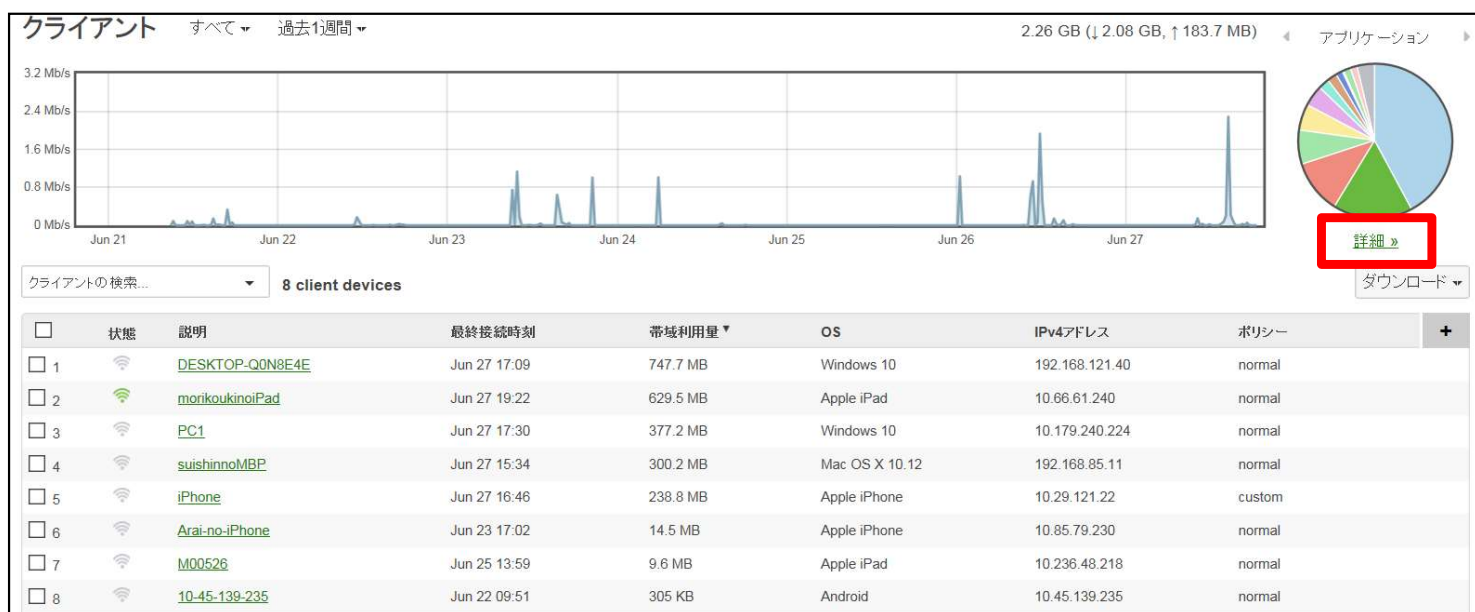 クライアント すべて 過去1週間 2.26 GB (↓ 2.08 GB, ↑ 183.7 MB) アプリケーション
3.2 Mb/s
2.4 Mb/s
1.6 Mb/s
0.8 Mb/s
0 Mb/s
Jun 21 Jun 22 Jun 23 Jun 24 Jun 25 Jun 26 Jun 27
詳細 »
クライアントの検索... 8 client devices ダウンロード
状態 説明 最終接続時刻 帯域利用量 OS IPv4アドレス ポリシー +
1 DESKTOP-Q0N8E4E Jun 27 17:09 747.7 MB Windows 10 192.168.121.40 normal
2 morikoukinoiPad Jun 27 19:22 629.5 MB Apple iPad 10.66.61.240 normal
3 PC1 Jun 27 17:30 377.2 MB Windows 10 10.179.240.224 normal
4 suishinnoMBP Jun 27 15:34 300.2 MB Mac OS X 10.12 192.168.85.11 normal
5 iPhone Jun 27 16:46 238.8 MB Apple iPhone 10.29.121.22 custom
6 Arai-no-iPhone Jun 23 17:02 14.5 MB Apple iPhone 10.85.79.230 normal
7 M00526 Jun 25 13:59 9.6 MB Apple iPad 10.236.48.218 normal
8 10-45-139-235 Jun 22 09:51 305 KB Android 10.45.139.235 normal